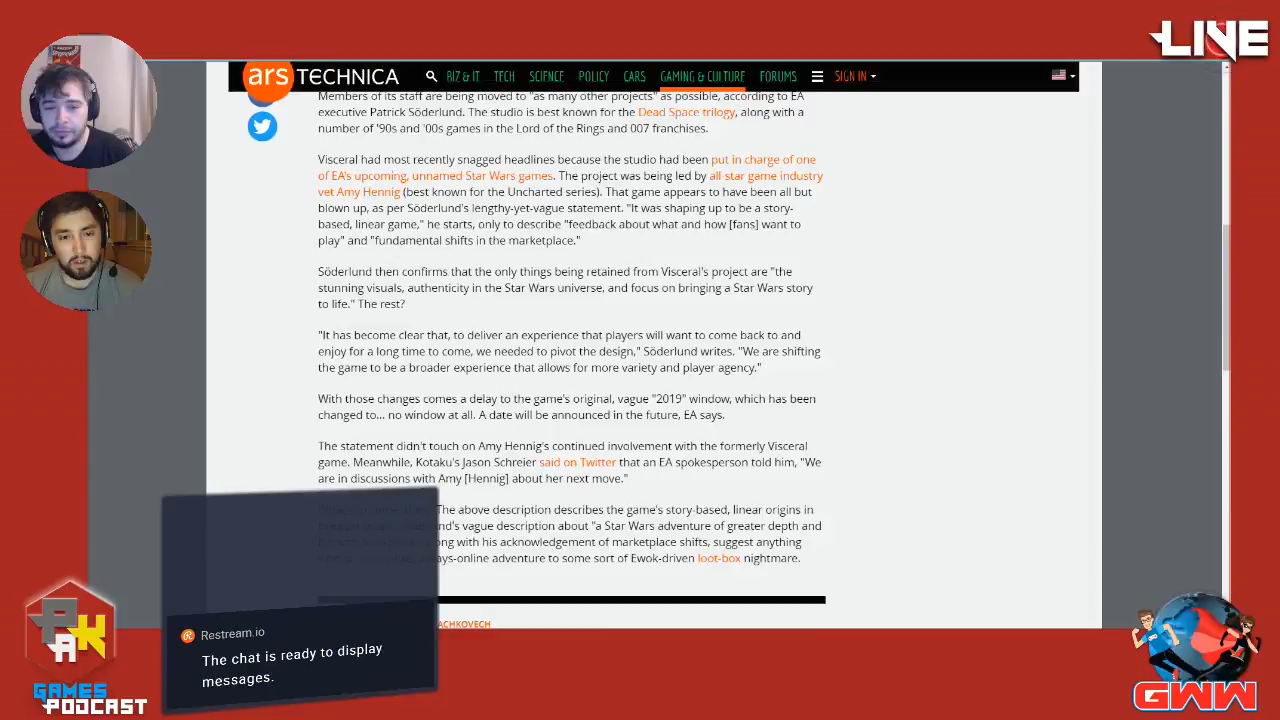 LIVE
ars TECHNICA BIZ & IT TECH SCIENCE POLICY CARS GAMING & CULTURE FORUMS SIGN IN
Members of its staff are being moved to "as many other projects" as possible, according to EA
executive Patrick Söderlund. The studio is best known for the Dead Space trilogy, along with a
number of '90s and '00s games in the Lord of the Rings and 007 franchises.
Visceral had most recently snagged headlines because the studio had been put in charge of one
of EA's upcoming, unnamed Star Wars games. The project was being led by all star game industry
vet Amy Hennig (best known for the Uncharted series). That game appears to have been all but
blown up, as per Söderlund's lengthy-yet-vague statement. "It was shaping up to be a story-
based, linear game," he starts, only to describe "feedback about what and how [fans] want to
play" and "fundamental shifts in the marketplace."
Söderlund then confirms that the only things being retained from Visceral's project are "the
stunning visuals, authenticity in the Star Wars universe, and focus on bringing a Star Wars story
to life." The rest?
"It has become clear that, to deliver an experience that players will want to come back to and
enjoy for a long time to come, we needed to pivot the design," Söderlund writes. "We are shifting
the game to be a broader experience that allows for more variety and player agency."
With those changes comes a delay to the game's original, vague "2019" window, which has been
changed to... no window at all. A date will be announced in the future, EA says.
The statement didn't touch on Amy Hennig's continued involvement with the formerly Visceral
game. Meanwhile, Kotaku's Jason Schreier said on Twitter that an EA spokesperson told him, "We
are in discussions with Amy [Hennig] about her next move."
The above description describes the game's story-based, linear origins in
vague description about "a Star Wars adventure of greater depth and
along with his acknowledgement of marketplace shifts, suggest anything
adventure to some sort of Ewok-driven loot-box nightmare.
ACHKOVECH
Restream.io
The chat is ready to display
messages.
PAK
GAMES
PODCAST
GWW